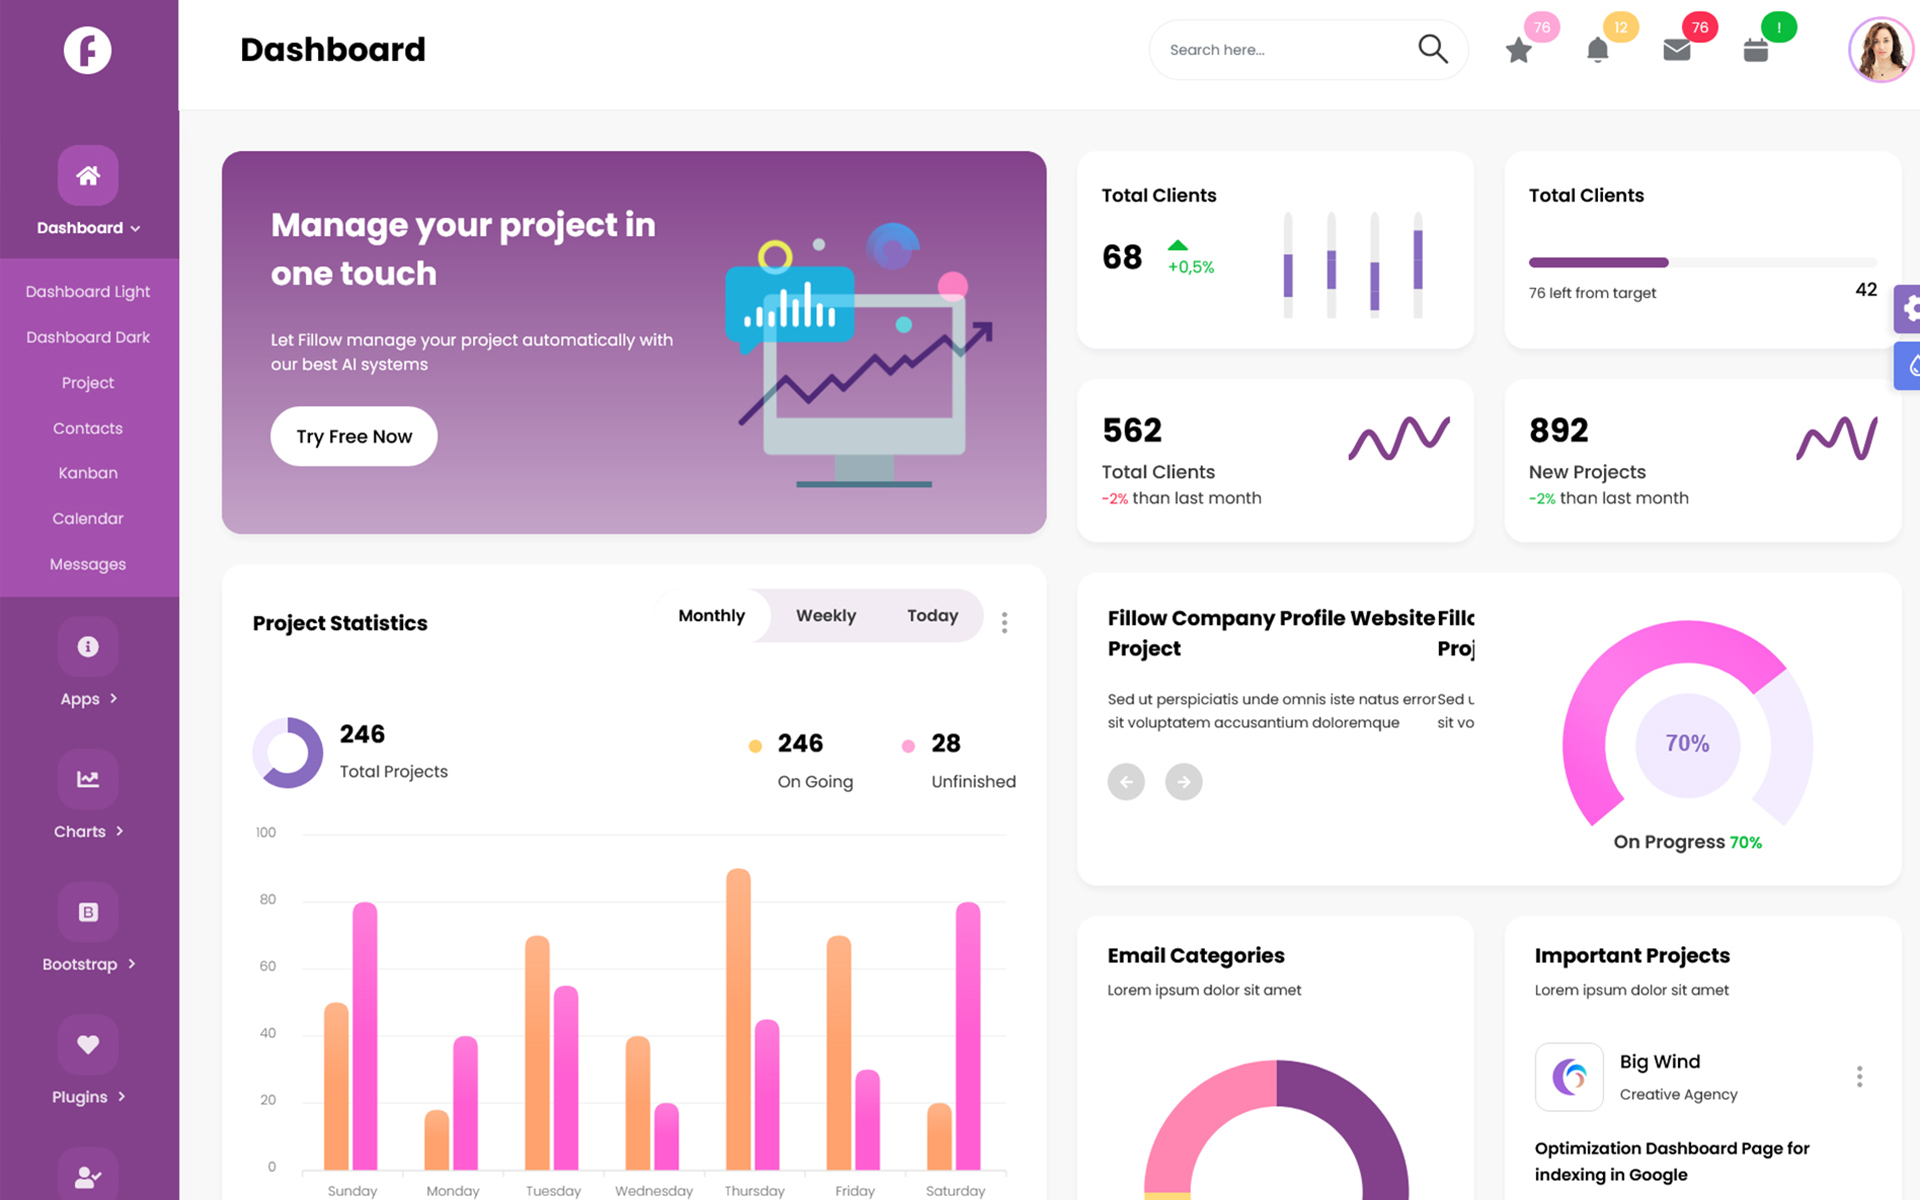 Dashboard
Search here...
76
12
76
!
Dashboard
Dashboard Light
Dashboard Dark
Project
Contacts
Kanban
Calendar
Messages
Apps
Charts
B
Bootstrap
Plugins
Manage your project in
one touch
Let Fillow manage your project automatically with
our best AI systems
Try Free Now
Total Clients
68
+0,5%
Total Clients
76 left from target
42
562
Total Clients
-2% than last month
892
New Projects
-2% than last month
Project Statistics
Monthly
Weekly
Today
246
Total Projects
246
On Going
28
Unfinished
100
80
60
40
20
0
Sunday
Monday
Tuesday
Wednesday
Thursday
Friday
Saturday
Fillow Company Profile Website
Project
Sed ut perspiciatis unde omnis iste natus error
sit voluptatem accusantium doloremque
70%
On Progress 70%
Email Categories
Lorem ipsum dolor sit amet
Important Projects
Lorem ipsum dolor sit amet
Big Wind
Creative Agency
Optimization Dashboard Page for
indexing in Google